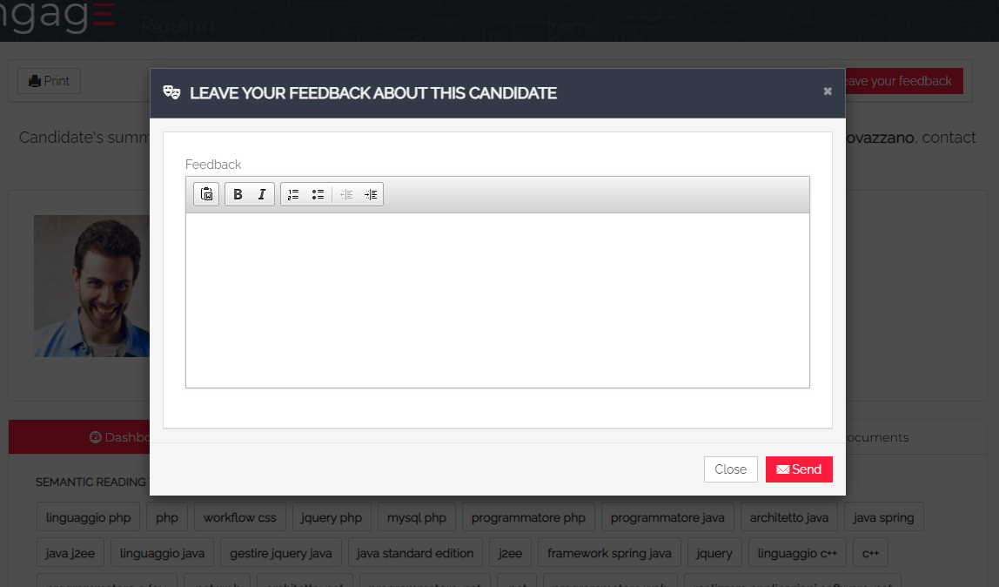 Recruitment
Internal
Print
LEAVE YOUR FEEDBACK ABOUT THIS CANDIDATE
×
eave your feedback
Candidate's summ
ovazzano, contact
Feedback
B I
Dashbo
ocuments
Close
Send
SEMANTIC READING
linguaggio php
php
workflow css
jquery php
mysql php
programmatore php
programmatore java
architetto java
java spring
java j2ee
linguaggio java
gestire jquery java
java standard edition
j2ee
framework spring java
jquery
linguaggio c++
c++